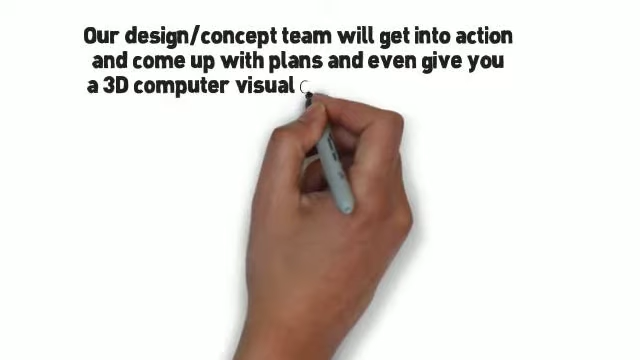 Our design/concept team will get into action
and come up with plans and even give you
a 3D computer visual